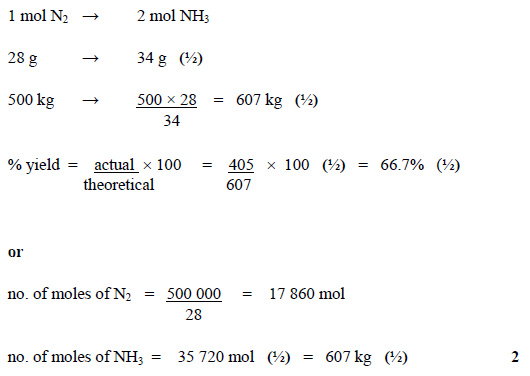 1 mol N₂ → 2 mol NH₃
28 g → 34 g (½)
500 kg → 500 × 28 = 607 kg (½)
34
% yield = actual × 100 = 405 × 100 (½) = 66.7% (½)
theoretical 607
or
no. of moles of N₂ = 500 000 = 17 860 mol
28
no. of moles of NH₃ = 35 720 mol (½) = 607 kg (½) 2